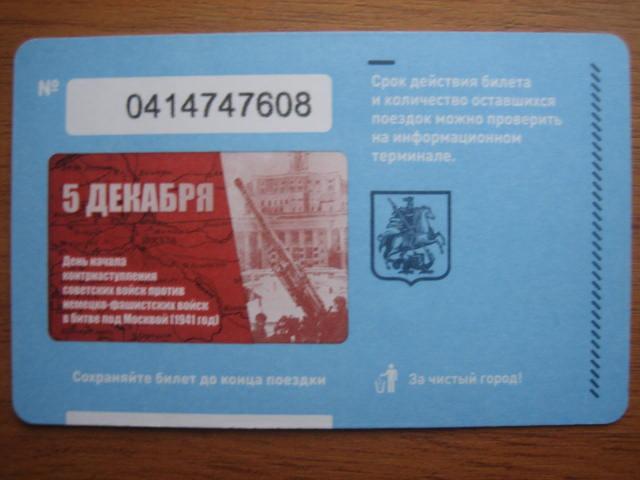 № 0414747608
5 ДЕКАБРЯ
День начала
контрнаступления
советских войск против
немецко-фашистских войск
в битве под Москвой (1941 год)
Сохраняйте билет до конца поездки
Срок действия билета
и количество оставшихся
поездок можно проверить
на информационном
терминале.
За чистый город!